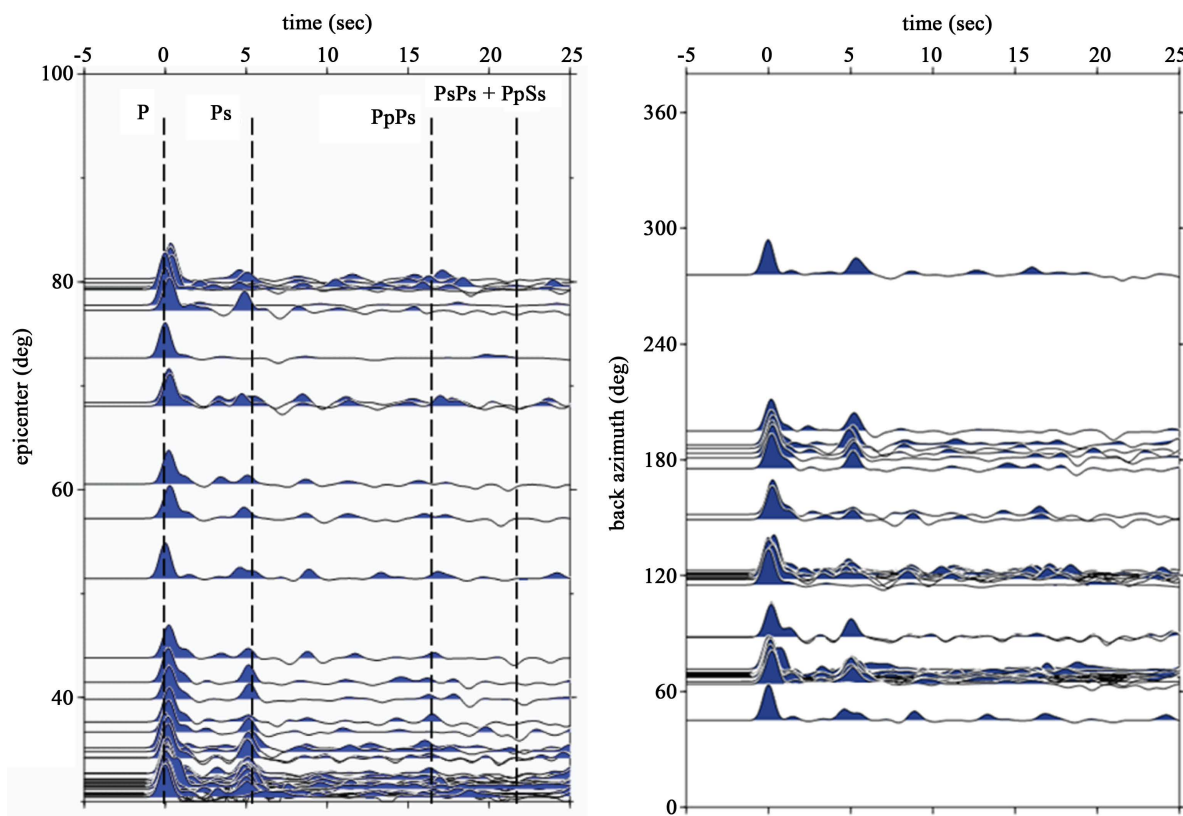 time (sec)
-5 0 5 10 15 20 25
100
80
60
40
epicenter (deg)
P
Ps
PpPs
PsPs + PpSs
time (sec)
-5 0 5 10 15 20 25
360
300
240
180
120
60
0
back azimuth (deg)